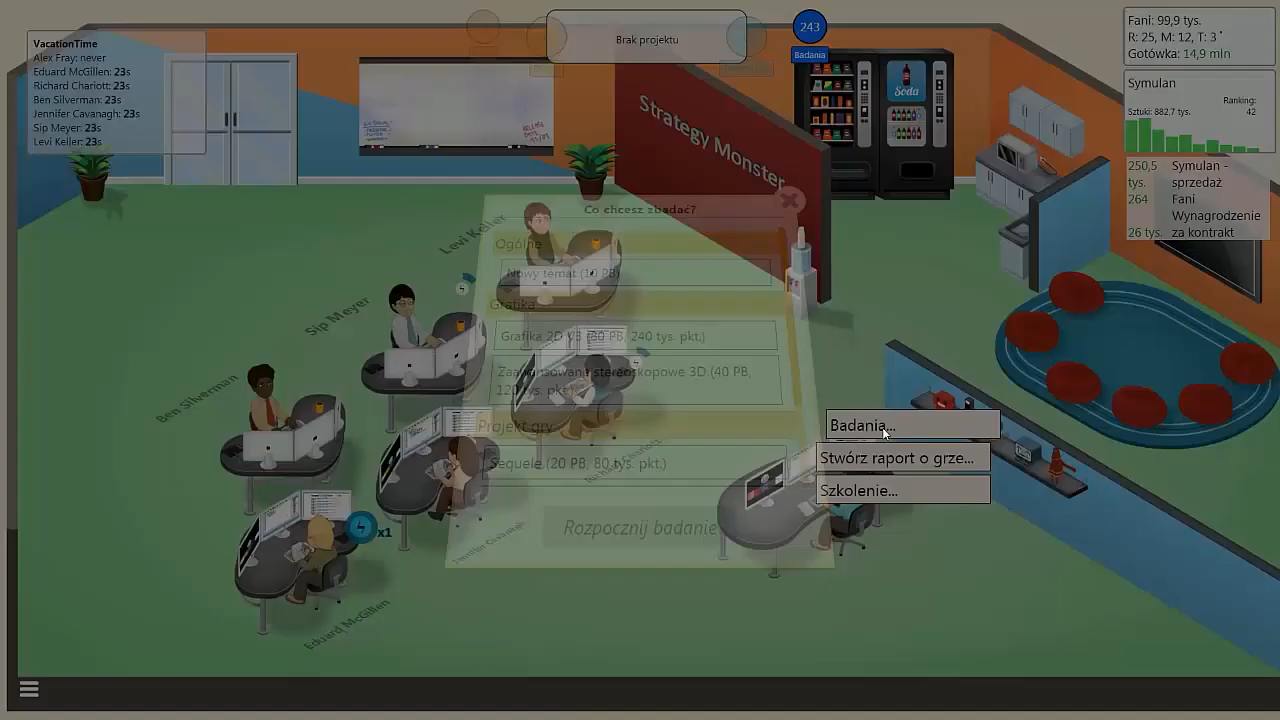 VacationTime
Alex Fray: never
Eduard McGillen: 23s
Richard Charlott: 23s
Ben Silverman: 23s
Jennifer Cavanagh: 23s
Sip Meyer: 23s
Levi Keller: 23s
Brak projektu
243
Badania
Fani: 99,9 tys.
R: 25, M: 12, T: 3
Gotówka: 14,9 mln
Symulan
Ranking:
Sztuki: 882,7 tys.
42
250,5 tys.
Symulan - sprzedaż
264
Fani
26 tys.
Wynagrodzenie za kontrakt
Strategy Monster
Soda
Co chcesz zbadać?
Ogólne
Nowy temat (10 PB)
Grafika
Grafika 2D V3 (60 PB, 240 tys. pkt.)
Zaawansowane stereoskopowe 3D (40 PB,
120 tys. pkt.)
Projekt gry
Sequele (20 PB, 80 tys. pkt.)
Rozpocznij badanie
Badania...
Stwórz raport o grze...
Szkolenie...
Levi Keller
Sip Meyer
Ben Silverman
Jennifer Cavanagh
Eduard McGillen
x1